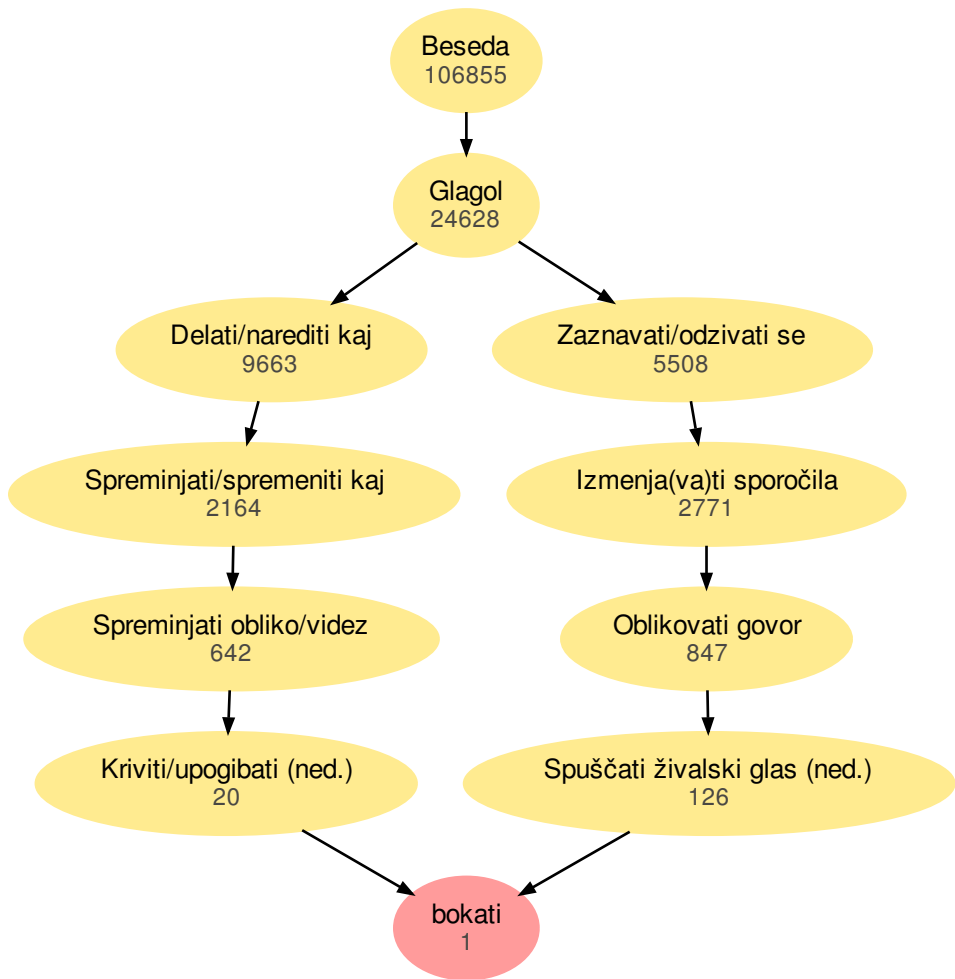 Beseda
106855
Glagol
24628
Delati/narediti kaj
9663
Zaznavati/odzivati se
5508
Spreminjati/spremeniti kaj
2164
Izmenja(va)ti sporočila
2771
Spreminjati obliko/videz
642
Oblikovati govor
847
Kriviti/upogibati (ned.)
20
Spuščati živalski glas (ned.)
126
bokati
1